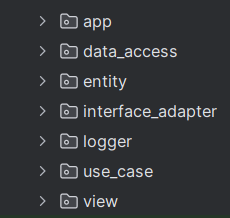 app
data_access
entity
interface_adapter
logger
use_case
view